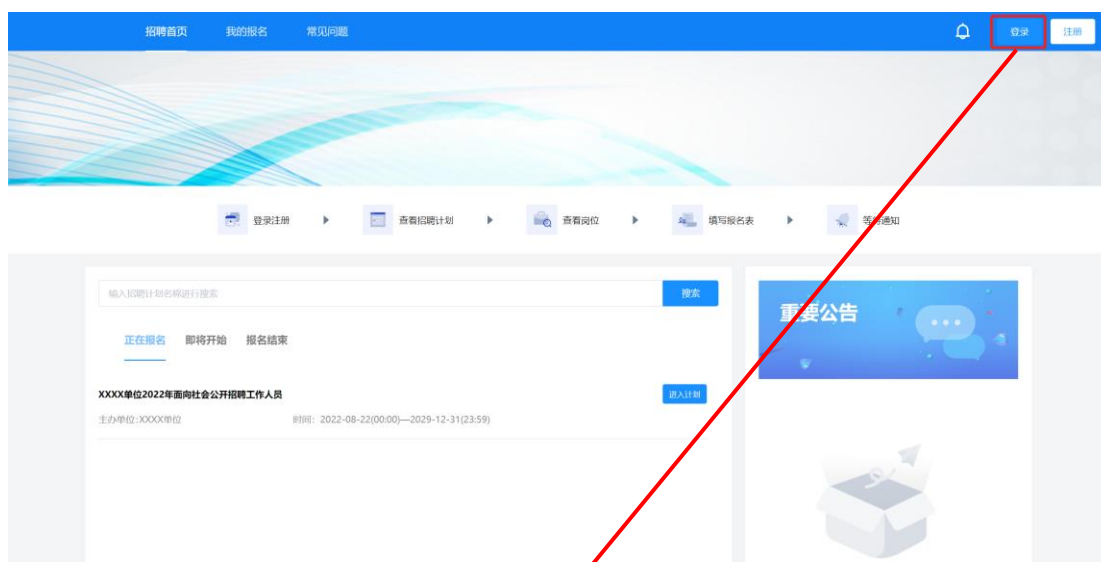 招聘首页 我的报名 常见问题 登录 注册
登录注册 查看招聘计划 查看岗位 填写报名表 等待通知
输入招聘计划名称进行搜索 搜索
正在报名 即将开始 报名结束
XXXX单位2022年面向社会公开招聘工作人员 进入计划
主办单位:XXXX单位 时间: 2022-08-22(00:00)—2029-12-31(23:59)
重要公告